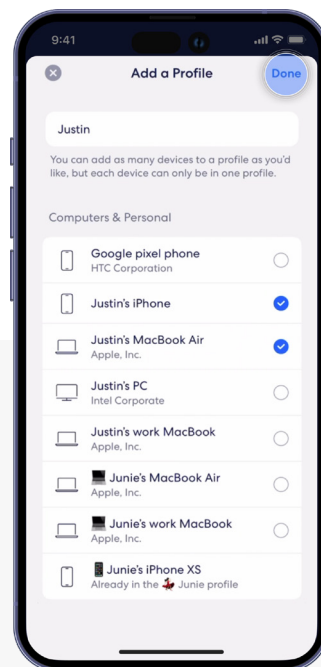 9:41
Add a Profile
Done
Justin
You can add as many devices to a profile as you'd
like, but each device can only be in one profile.
Computers & Personal
Google pixel phone
HTC Corporation
Justin's iPhone
Justin's MacBook Air
Apple, Inc.
Justin's PC
Intel Corporate
Justin's work MacBook
Apple, Inc.
Junie's MacBook Air
Apple, Inc.
Junie's work MacBook
Apple, Inc.
Junie's iPhone XS
Already in the 💃 Junie profile